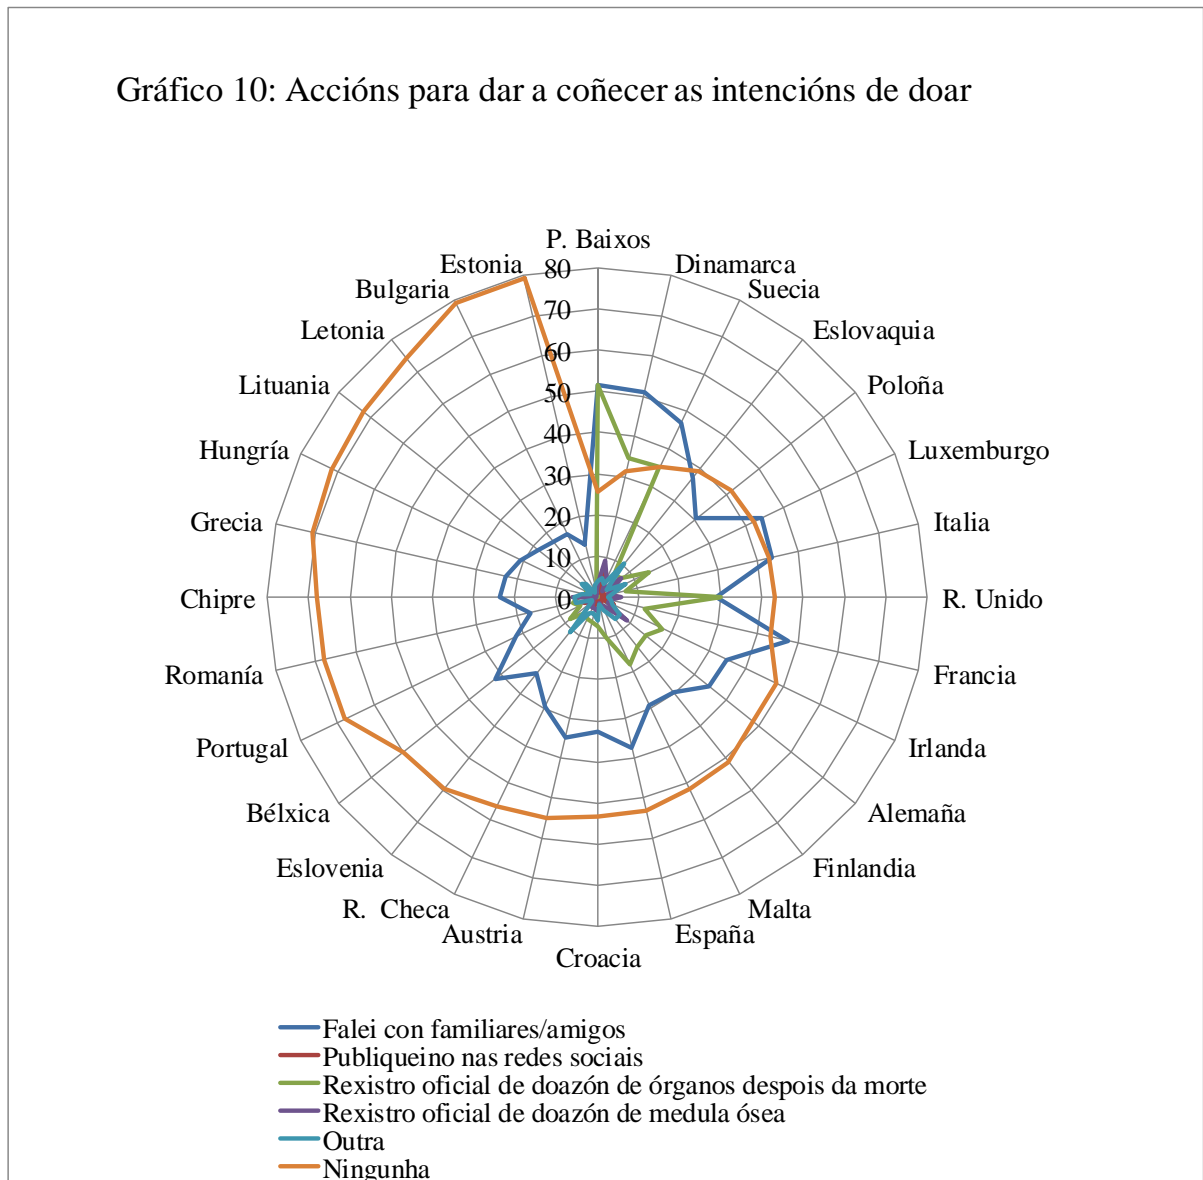 Gráfico 10: Accións para dar a coñecer as intencións de doar
P. Baixos
Dinamarca
Suecia
Eslovaquia
Poloña
Luxemburgo
Italia
R. Unido
Francia
Irlanda
Alemaña
Finlandia
Malta
España
Croacia
Austria
R. Checa
Eslovenia
Bélxica
Portugal
Romanía
Chipre
Grecia
Hungría
Lituania
Letonia
Bulgaria
Estonia
80
70
60
50
40
30
20
10
0
Falei con familiares/amigos
Publiqueino nas redes sociais
Rexistro oficial de doazón de órganos despois da morte
Rexistro oficial de doazón de medula ósea
Outra
Ningunha